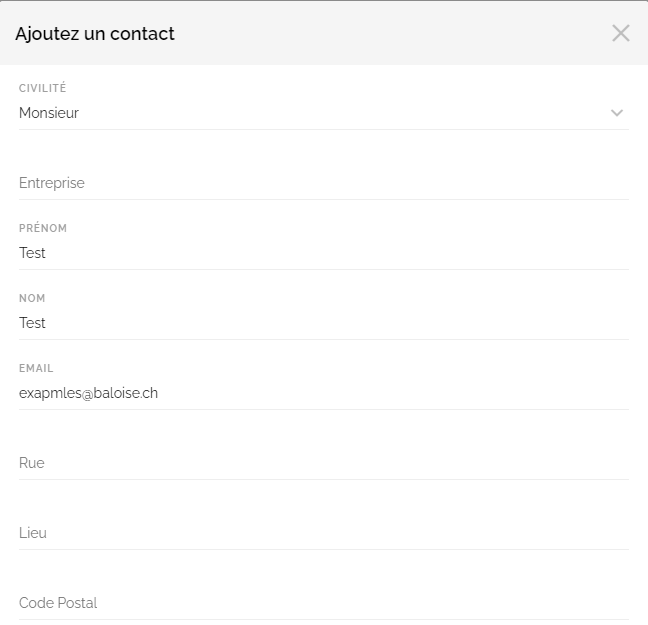 Ajoutez un contact
CIVILITÉ
Monsieur
Entreprise
PRÉNOM
Test
NOM
Test
EMAIL
exapmles@baloise.ch
Rue
Lieu
Code Postal